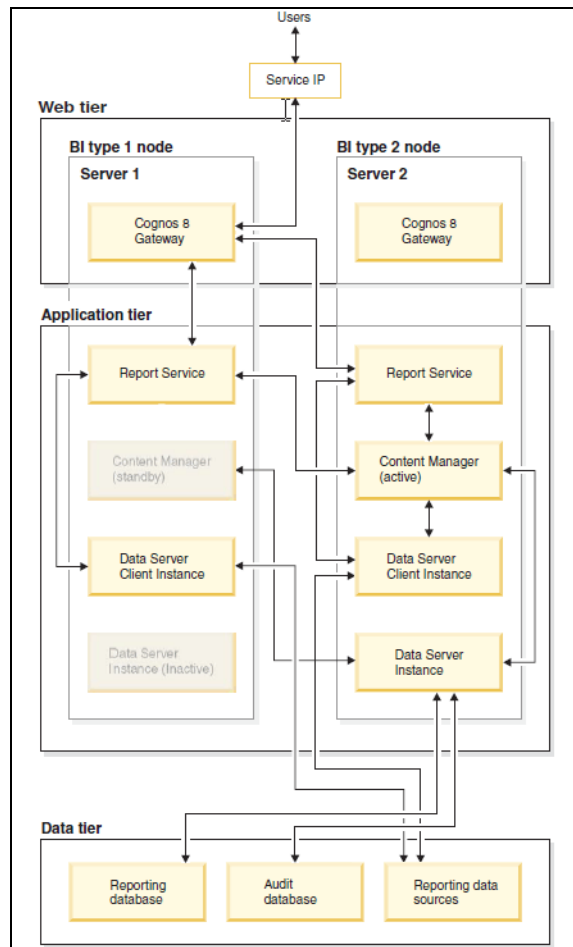 Users
Service IP
Web tier
BI type 1 node
BI type 2 node
Server 1
Server 2
Cognos 8
Gateway
Cognos 8
Gateway
Application tier
Report Service
Report Service
Content Manager
(standby)
Content Manager
(active)
Data Server
Client Instance
Data Server
Client Instance
Data Server
Instance (Inactive)
Data Server
Instance
Data tier
Reporting
database
Audit
database
Reporting data
sources